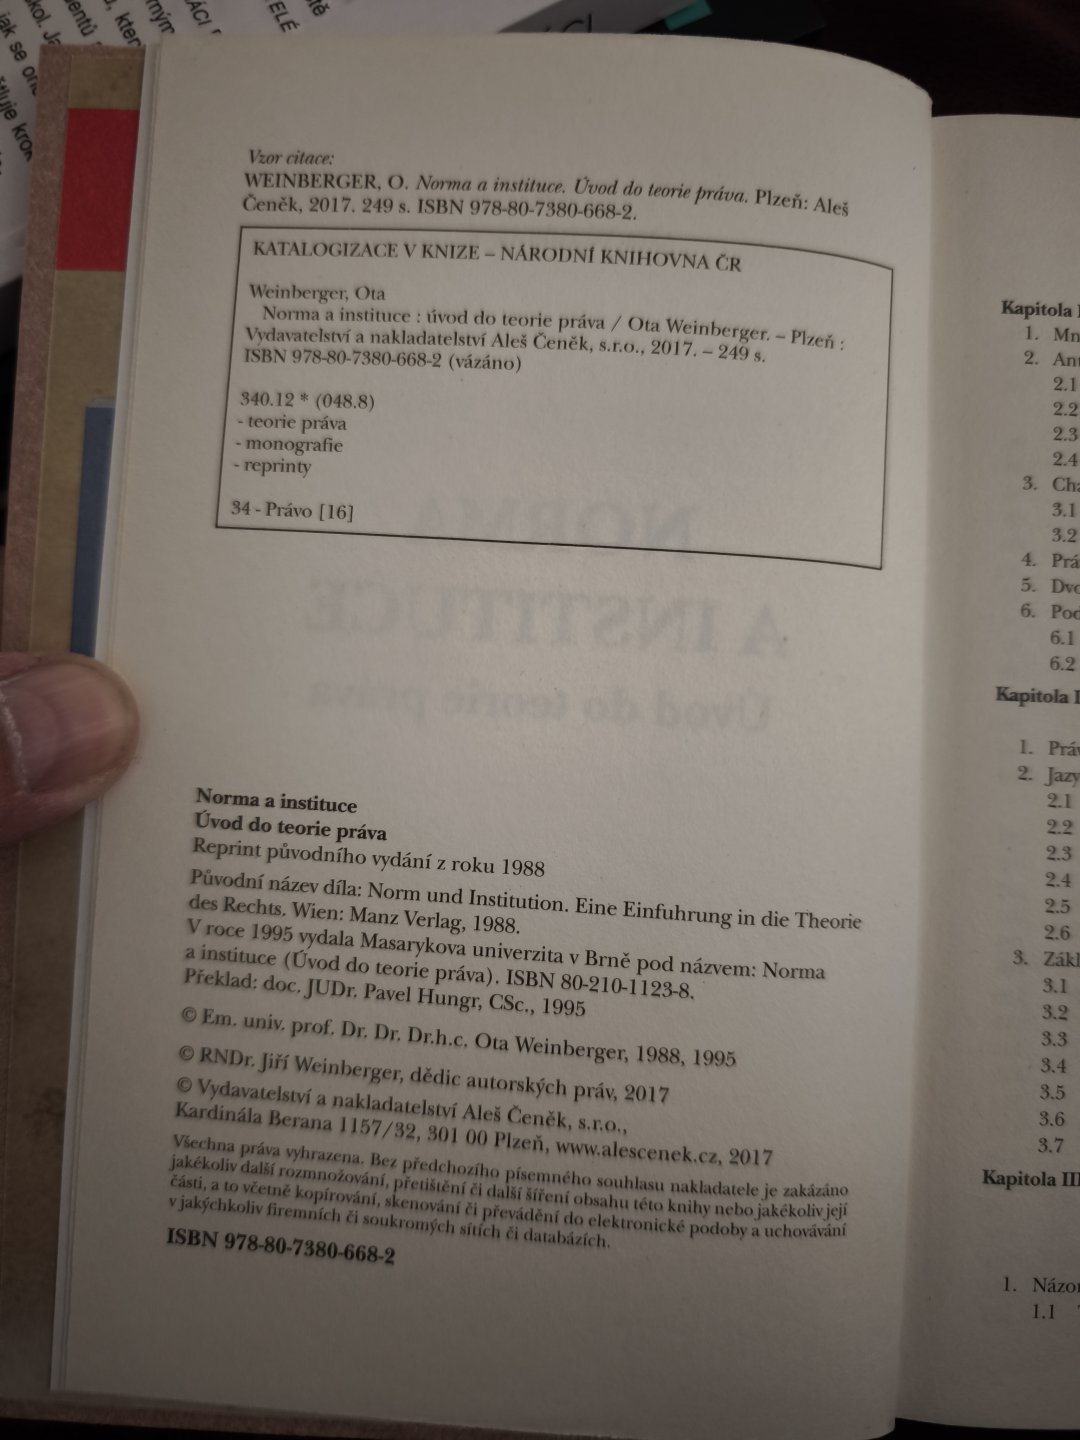 Vzor citace:
WEINBERGER, O. Norma a instituce. Úvod do teorie práva. Plzeň: Aleš
Čeněk, 2017. 249 s. ISBN 978-80-7380-668-2.
KATALOGIZACE V KNIZE – NÁRODNÍ KNIHOVNA ČR
Weinberger, Ota
Norma a instituce : úvod do teorie práva / Ota Weinberger. – Plzeň :
Vydavatelství a nakladatelství Aleš Čeněk, s.r.o., 2017. – 249 s.
ISBN 978-80-7380-668-2 (vázáno)
340.12 * (048.8)
- teorie práva
- monografie
- reprinty
34 - Právo [16]
Norma a instituce
Úvod do teorie práva
Reprint původního vydání z roku 1988
Původní název díla: Norm und Institution. Eine Einfuhrung in die Theorie
des Rechts. Wien: Manz Verlag, 1988.
V roce 1995 vydala Masarykova univerzita v Brně pod názvem: Norma
a instituce (Úvod do teorie práva). ISBN 80-210-1123-8.
Překlad: doc. JUDr. Pavel Hungr, CSc., 1995
© Em. univ. prof. Dr. Dr. Dr.h.c. Ota Weinberger, 1988, 1995
© RNDr. Jiří Weinberger, dědic autorských práv, 2017
© Vydavatelství a nakladatelství Aleš Čeněk, s.r.o.,
Kardinála Berana 1157/32, 301 00 Plzeň, www.alescenek.cz, 2017
Všechna práva vyhrazena. Bez předchozího písemného souhlasu nakladatele je zakázáno
jakékoliv další rozmnožování, přetištění či další šíření obsahu této knihy nebo jakékoliv její
části, a to včetně kopírování, skenování či převádění do elektronické podoby a uchovávání
v jakýchkoliv firemních či soukromých sítích či databázích.
ISBN 978-80-7380-668-2
Kapitola
1.
2.
2.1
2.2
2.3
2.4
3.
3.1
3.2
4.
5.
6.
6.1
6.2
Kapitola
1.
2.
2.1
2.2
2.3
2.4
2.5
2.6
3.
3.1
3.2
3.3
3.4
3.5
3.6
3.7
Kapitola III
1.
1.1